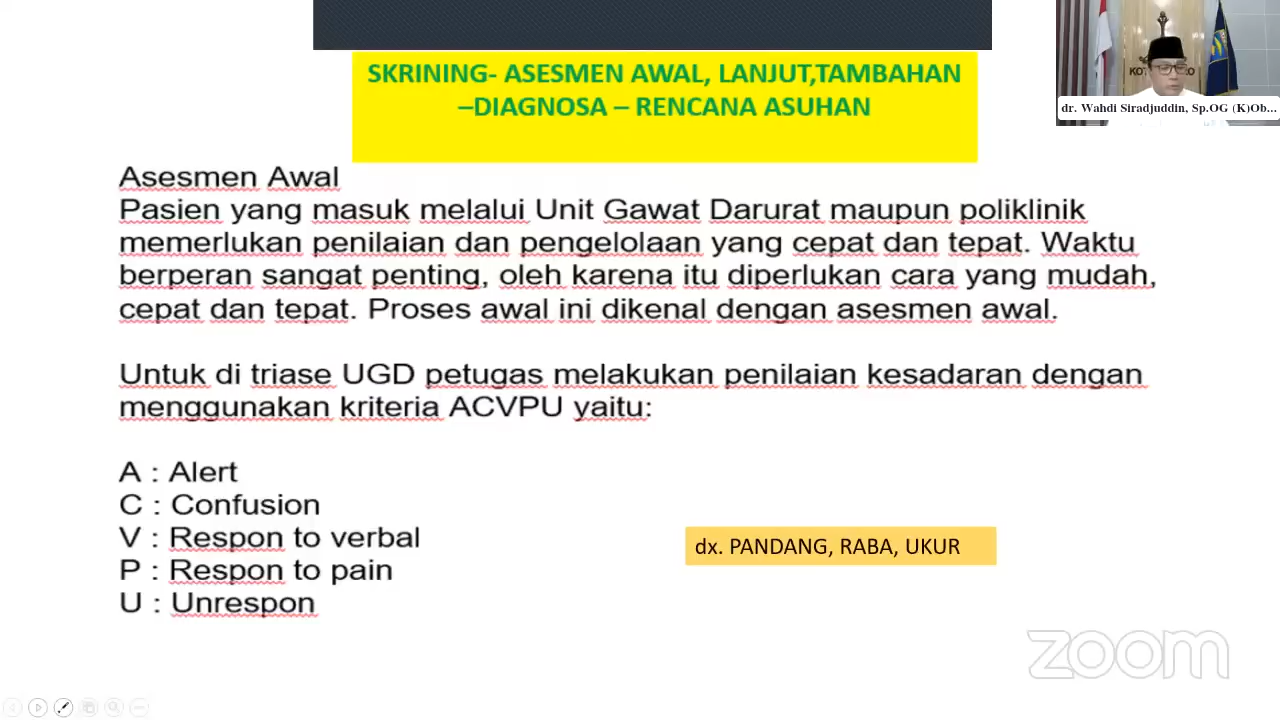 SKRINING- ASESMEN AWAL, LANJUT,TAMBAHAN
–DIAGNOSA – RENCANA ASUHAN
dr. Wahdi Siradjuddin, Sp.OG (K)Ob...
Asesmen Awal
Pasien yang masuk melalui Unit Gawat Darurat maupun poliklinik
memerlukan penilaian dan pengelolaan yang cepat dan tepat. Waktu
berperan sangat penting, oleh karena itu diperlukan cara yang mudah,
cepat dan tepat. Proses awal ini dikenal dengan asesmen awal.
Untuk di triase UGD petugas melakukan penilaian kesadaran dengan
menggunakan kriteria ACVPU yaitu:
A : Alert
C : Confusion
V : Respon to verbal
P : Respon to pain
U : Unrespon
dx. PANDANG, RABA, UKUR
zoom